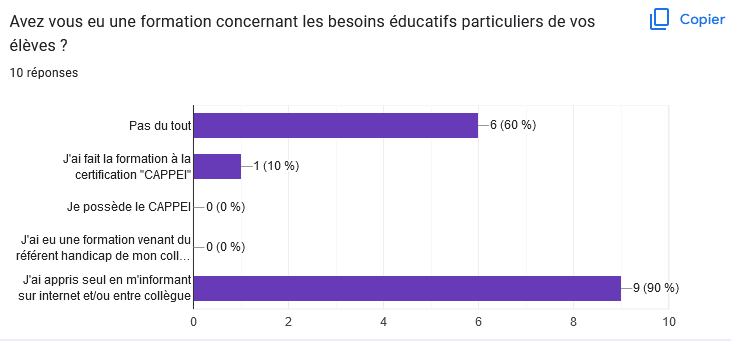 Avez vous eu une formation concernant les besoins éducatifs particuliers de vos
élèves ?
Copier
10 réponses
Pas du tout
6 (60 %)
J'ai fait la formation à la
certification "CAPPEI"
1 (10 %)
Je possède le CAPPEI
0 (0 %)
J'ai eu une formation venant du
référent handicap de mon coll...
0 (0 %)
J'ai appris seul en m'informant
sur internet et/ou entre collègue
9 (90 %)
0 2 4 6 8 10